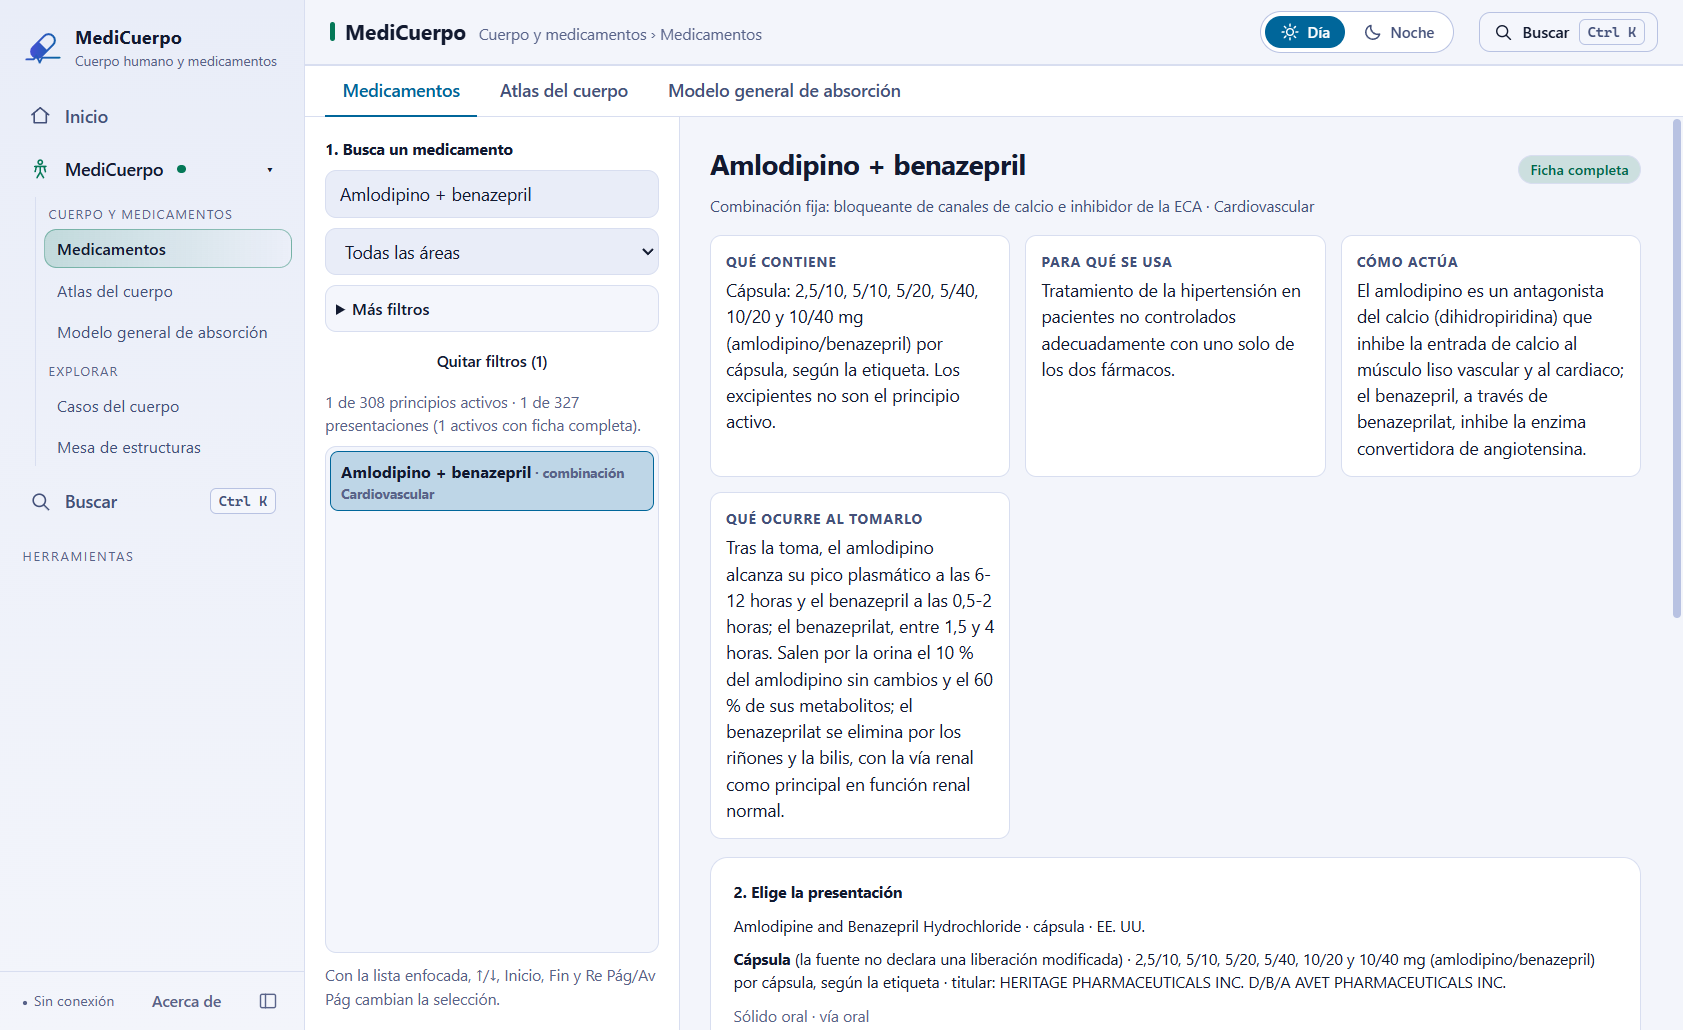 MediCuerpo
Cuerpo humano y medicamentos
Inicio
MediCuerpo
CUERPO Y MEDICAMENTOS
Medicamentos
Atlas del cuerpo
Modelo general de absorción
EXPLORAR
Casos del cuerpo
Mesa de estructuras
Buscar Ctrl K
HERRAMIENTAS
Sin conexión Acerca de
MediCuerpo Cuerpo y medicamentos › Medicamentos
Día Noche
Buscar Ctrl K
Medicamentos Atlas del cuerpo Modelo general de absorción
1. Busca un medicamento
Amlodipino + benazepril
Todas las áreas
Más filtros
Quitar filtros (1)
1 de 308 principios activos · 1 de 327
presentaciones (1 activos con ficha completa).
Amlodipino + benazepril · combinación
Cardiovascular
Con la lista enfocada, ↑/↓, Inicio, Fin y Re Pág/Av
Pág cambian la selección.
Amlodipino + benazepril
Ficha completa
Combinación fija: bloqueante de canales de calcio e inhibidor de la ECA · Cardiovascular
QUÉ CONTIENE
Cápsula: 2,5/10, 5/10, 5/20, 5/40,
10/20 y 10/40 mg
(amlodipino/benazepril) por
cápsula, según la etiqueta. Los
excipientes no son el principio
activo.
PARA QUÉ SE USA
Tratamiento de la hipertensión en
pacientes no controlados
adecuadamente con uno solo de
los dos fármacos.
CÓMO ACTÚA
El amlodipino es un antagonista
del calcio (dihidropiridina) que
inhibe la entrada de calcio al
músculo liso vascular y al cardiaco;
el benazepril, a través de
benazeprilat, inhibe la enzima
convertidora de angiotensina.
QUÉ OCURRE AL TOMARLO
Tras la toma, el amlodipino
alcanza su pico plasmático a las 6-
12 horas y el benazepril a las 0,5-2
horas; el benazeprilat, entre 1,5 y 4
horas. Salen por la orina el 10 %
del amlodipino sin cambios y el 60
% de sus metabolitos; el
benazeprilat se elimina por los
riñones y la bilis, con la vía renal
como principal en función renal
normal.
2. Elige la presentación
Amlodipine and Benazepril Hydrochloride · cápsula · EE. UU.
Cápsula (la fuente no declara una liberación modificada) · 2,5/10, 5/10, 5/20, 5/40, 10/20 y 10/40 mg (amlodipino/benazepril)
por cápsula, según la etiqueta · titular: HERITAGE PHARMACEUTICALS INC. D/B/A AVET PHARMACEUTICALS INC.
Sólido oral · vía oral